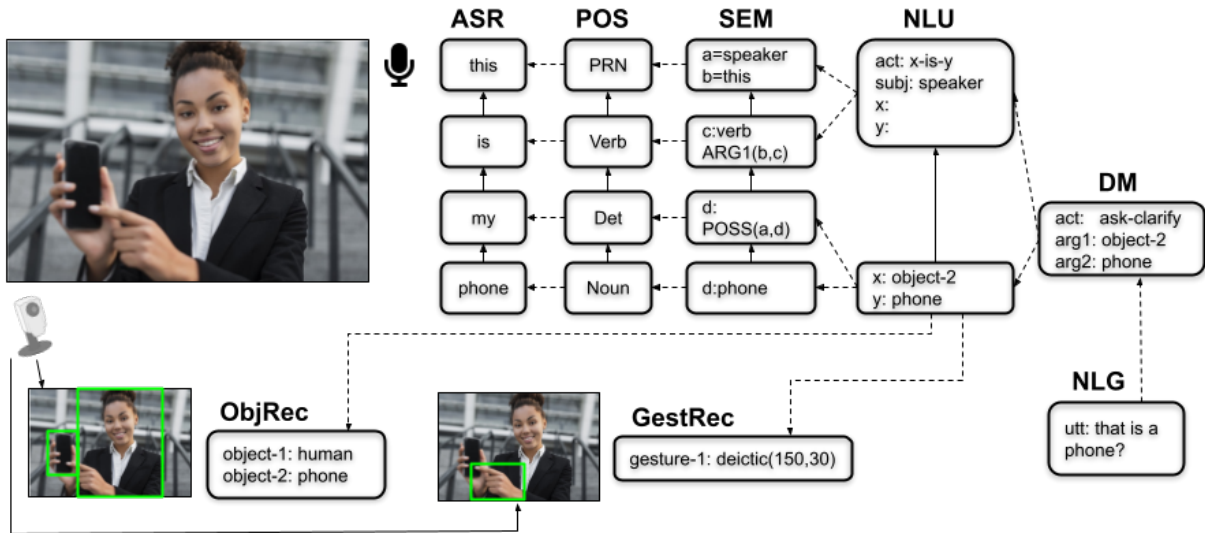 ASR
POS
SEM
NLU
this
PRN
a=speaker
b=this
act: x-is-y
subj: speaker
x:
y:
is
Verb
c:verb
ARG1(b,c)
my
Det
d:
POSS(a,d)
DM
act: ask-clarify
arg1: object-2
arg2: phone
phone
Noun
d:phone
x: object-2
y: phone
ObjRec
object-1: human
object-2: phone
GestRec
gesture-1: deictic(150,30)
NLG
utt: that is a
phone?